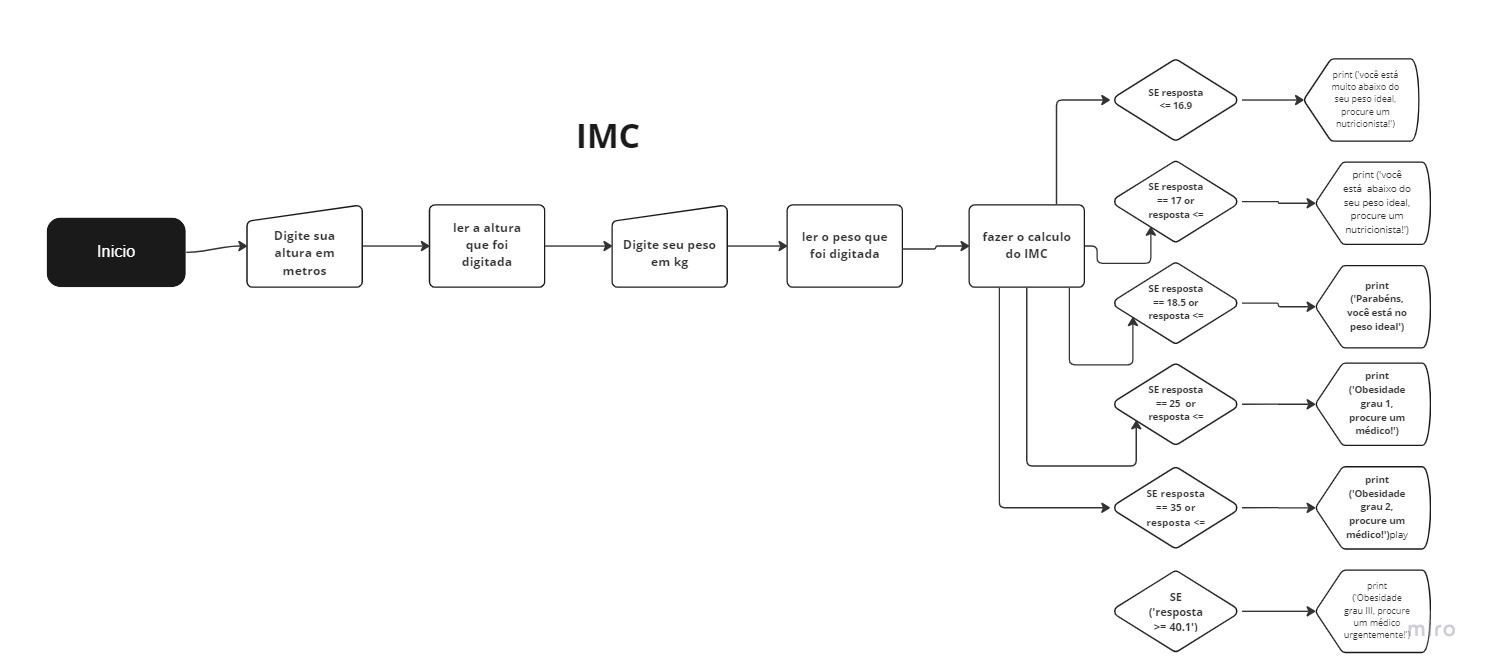 IMC
Inicio
Digite sua
altura em
metros
ler a altura
que foi
digitada
Digite seu peso
em kg
ler o peso que
foi digitada
fazer o calculo
do IMC
SE resposta
<= 16.9
print ('você está
muito abaixo do
seu peso ideal,
procure um
nutricionista!')
SE resposta
== 17 or
resposta <=
print ('você
está  abaixo do
seu peso ideal,
procure um
nutricionista!')
SE resposta
== 18.5 or
resposta <=
print
('Parabéns,
você está no
peso ideal')
SE resposta
== 25  or
resposta <=
print
('Obesidade
grau 1,
procure um
médico!')
SE resposta
== 35 or
resposta <=
print
('Obesidade
grau 2,
procure um
médico!')play
SE
('resposta
>= 40.1')
print
('Obesidade
grau III, procure
um médico
urgentemente!')
miro